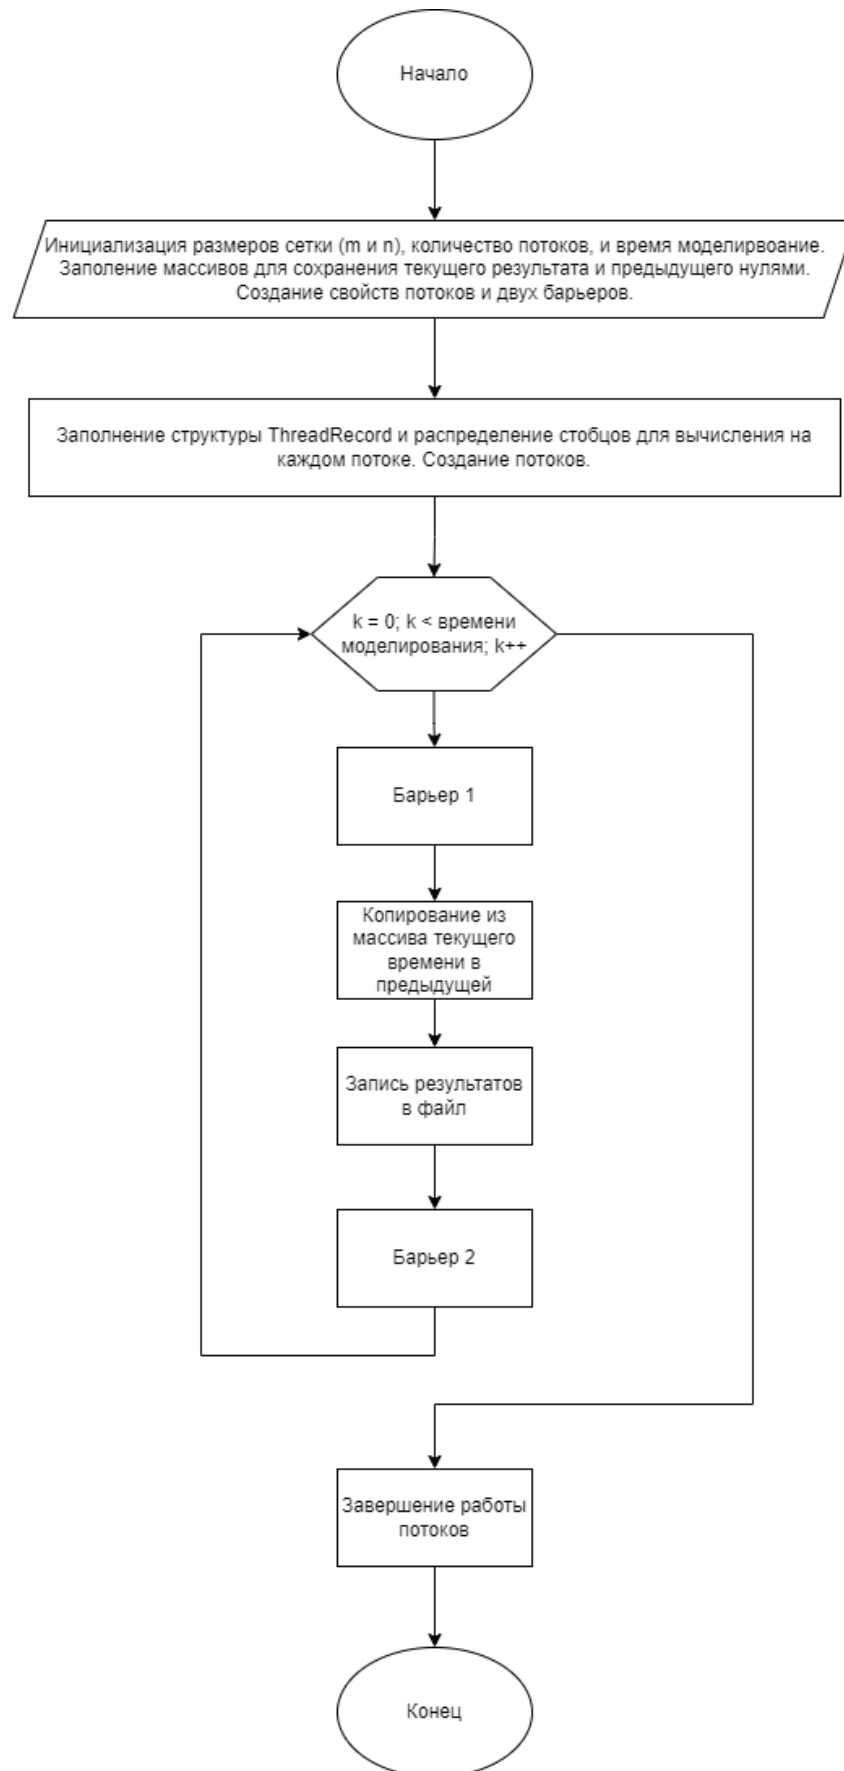 Начало
Инициализация размеров сетки (m и n), количество потоков, и время моделирвоание.
Заполение массивов для сохранения текущего результата и предыдущего нулями.
Создание свойств потоков и двух барьеров.
Заполнение структуры ThreadRecord и распределение стобцов для вычисления на
каждом потоке. Создание потоков.
k = 0; k < времени
моделирования; k++
Барьер 1
Копирование из
массива текущего
времени в
предыдущей
Запись результатов
в файл
Барьер 2
Завершение работы
потоков
Конец